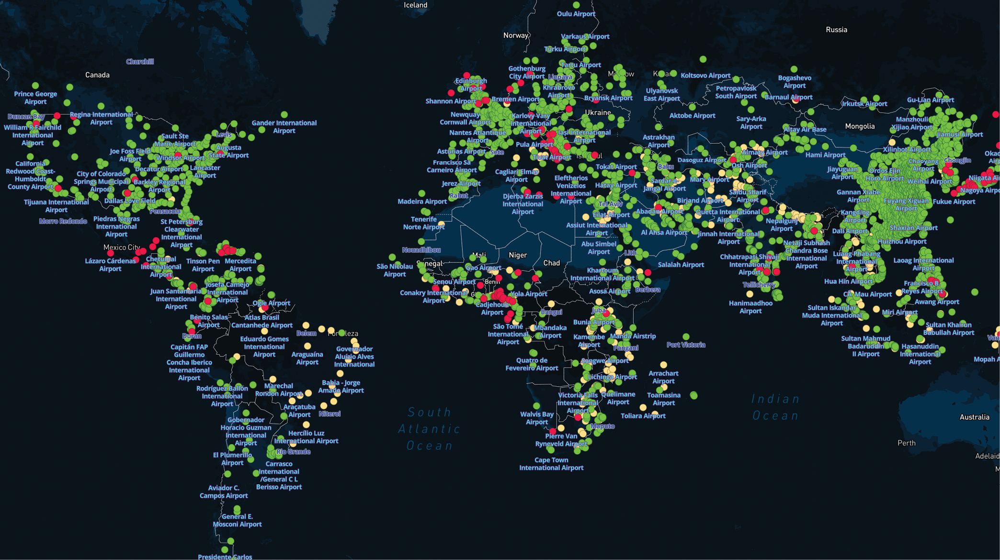 Iceland
Oulu Airport
Norway
Russia
Varkaus Airport
Turku Airport
Churchill
Tartu Airport
Canada
Gothenburg
City Airport
Liepaya
Koltsovo Airport
Bogashevo
Airport
Edinburgh
Airport
Khrabrovo
Airport
Ulyanovsk
East Airport
Petropavlosk
South Airport
Prince George
Airport
Shannon Airport
Bremen Airport
Bryansk Airport
Barnaul Airport
Irkutsk Airport
Gu-Lian Airport
Duncan Bay
Regina International
Airport
Newquay
Cornwall Airport
Karlovy Vary
International
Airport
Ukraine
Aktobe Airport
Sary-Arka
Airport
Manzhouli
Xijiao Airport
Gander International
Airport
William R Fairchild
International
Airport
Mongolia
Altay Air Base
Levis
Nantes Atlantique
Airport
Iasi International
Airport
Jiamusi Airport
Sault Ste
Marie Airport
Astrakhan
Airport
Pula Airport
Augusta
State Airport
Joe Foss Field
Airport
Asturias Airport
Sete
Xilinhot Airport
Almaty Airport
Hami Airport
Windsor Airport
Tivat Airport
Dasoguz Airport
Chongjin
California
Redwood Coast-
Humboldt
County Airport
Francisco Sá
Carneiro Airport
Tokat Airport
Baku
Osh Airport
Chaoyang
Airport
Decatur Airport
Lancaster
Airport
Jiayuguan
Airport
Ordos Ejin
Horo Airport
City of Colorado
Springs Municipal
Airport
Cagliari Elmas
Airport
Eleftherios
Venizelos
International
Airport
Barkley Regional
Airport
Jerez Airport
Hatay Airport
Sardar-e-
Jangal Airport
Mary Airport
Weihai Airport
Nagoya
Rabat
Djerba Zarzis
International
Airport
Saidu Sharif
Airport
Gannan Xiahe
Airport
Tijuana International
Airport
Dallas Love Field
Madeira Airport
Tel Aviv
Birjand Airport
Fuyang Xiguan
Airport
Fukue Airport
Pensacola
Abadan Airport
Quetta International
Airport
Kangding
Airport
Morro Redondo
Piedras Negras
International
Airport
St Petersburg
Clearwater
International
Airport
Tenerife
Norte Airport
Eilat Airport
Nepalgunj
Airport
Assiut International
Airport
Al Ahsa Airport
Jinnah International
Airport
Dali Airport
Shaxian Airport
Mexico City
Huizhou Airport
Abu Simbel
Airport
Netaji Subhash
Chandra Bose
International
Airport
Nouadhibou
Lith
Mali
Niger
Chad
Luang Phabang
International
Airport
Lázaro Cárdenas
Airport
Chetumal
International
Airport
Tinson Pen
Airport
Mercedita
Airport
São Nicolau
Airport
Senegal
Gao Airport
Salalah Airport
Chhatrapati Shivaji
International
Airport
Laoag International
Airport
Khartoum
International Airport
Senou Airport
Benin
Hua Hin Airport
Josefa Camejo
International
Airport
Tellicherry
Francisco B.
Reyes Airport
Juan Santamaria
International
Airport
Conakry International
Airport
Yola Airport
Asosa Airport
Berbera
Cà Mau Airport
Ogle Airport
Cadjehoun
Airport
Hanimaadhoo
Airport
Awang Airport
Bangui
Juba
Sultan Iskandar
Muda International
Airport
Miri Airport
Benito Salas
Airport
Atlas Brasil
Cantanhede Airport
Bunia Airport
São Tomé
International
Airport
Mbandaka
Airport
Sultan Khairun
Babullah Airport
Duran
Belem
Fortaleza
Kamembe
Airport
Manda Airstrip
Eduardo Gomes
International
Airport
Port Victoria
Sultan Mahmud
Badaruddin
II Airport
Capitán FAP
Guillermo
Concha Iberico
International
Airport
Governador
Aluízio Alves
International
Pangani
Hasanuddin
International
Airport
Araguaína
Airport
Quatro de
Fevereiro Airport
Songwe Airport
Arrachart
Airport
Lichinga Airport
Bahia - Jorge
Amado Airport
Marechal
Rondon Airport
Rodríguez Ballón
International
Airport
Victoria Falls
International
Airport
Quelimane
Airport
Toamasina
Airport
Indian
Ocean
Araçatuba
Airport
South
Atlantic
Ocean
Niteroi
Walvis Bay
Airport
Toliara Airport
Australia
Gobernador
Horacio Guzman
International
Airport
Maputo
Hercílio Luz
International Airport
Pierre Van
Ryneveld Airport
Perth
Rio Grande
El Plumerillo
Airport
Cape Town
International Airport
Carrasco
International
/General C L
Berisso Airport
Aviador C.
Campos Airport
General E.
Mosconi Airport
Presidente Carlos